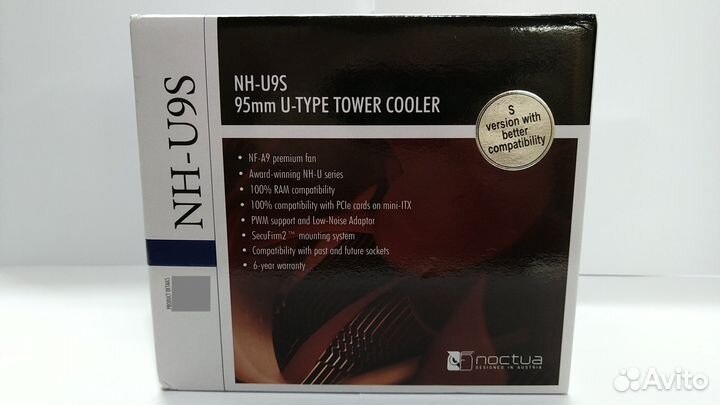 NH-U9S
PRODUCT DETAILS
NH-U9S
95mm U-TYPE TOWER COOLER
S
version with
better
compatibility
• NF-A9 premium fan
• Award-winning NH-U series
• 100% RAM compatibility
• 100% compatibility with PCIe cards on mini-ITX
PWM support and Low-Noise Adaptor
• SecuFirm2™ mounting system
• Compatibility with past and future sockets
• 6-year warranty
noctua
DESIGNED IN AUSTRIA
Avito